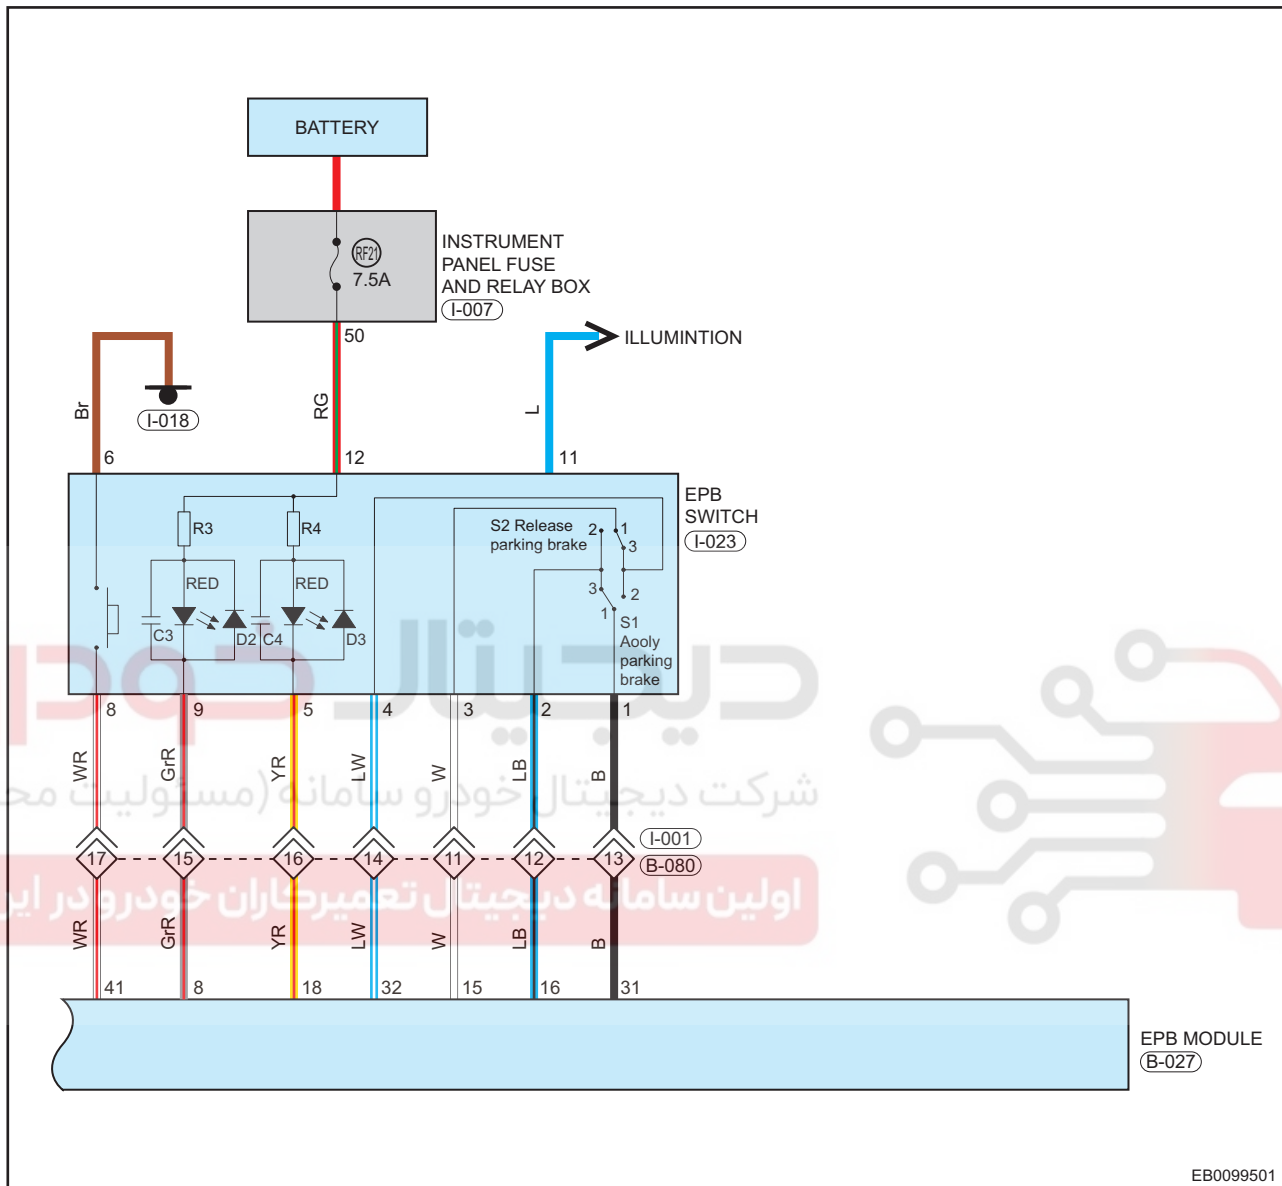 BATTERY
RF21
7.5A
INSTRUMENT
PANEL FUSE
AND RELAY BOX
I-007
50
ILLUMINTION
Br
I-018
RG
L
6
12
11
EPB
SWITCH
I-023
R3
R4
S2 Release
parking brake
2
1
3
RED
RED
3
2
1
C3
D2
C4
D3
S1
Aooly
parking
brake
8
9
5
4
3
2
1
دیجیتال خودرو
WR
GrR
YR
LW
W
LB
B
شرکت دیجیتال خودرو سامانه (مسئولیت مح
I-001
17
15
16
14
11
12
13
B-080
اولین سامانه دیجیتال تعمیرکاران خودرو در ایر
WR
GrR
YR
LW
W
LB
B
41
8
18
32
15
16
31
EPB MODULE
B-027
EB0099501